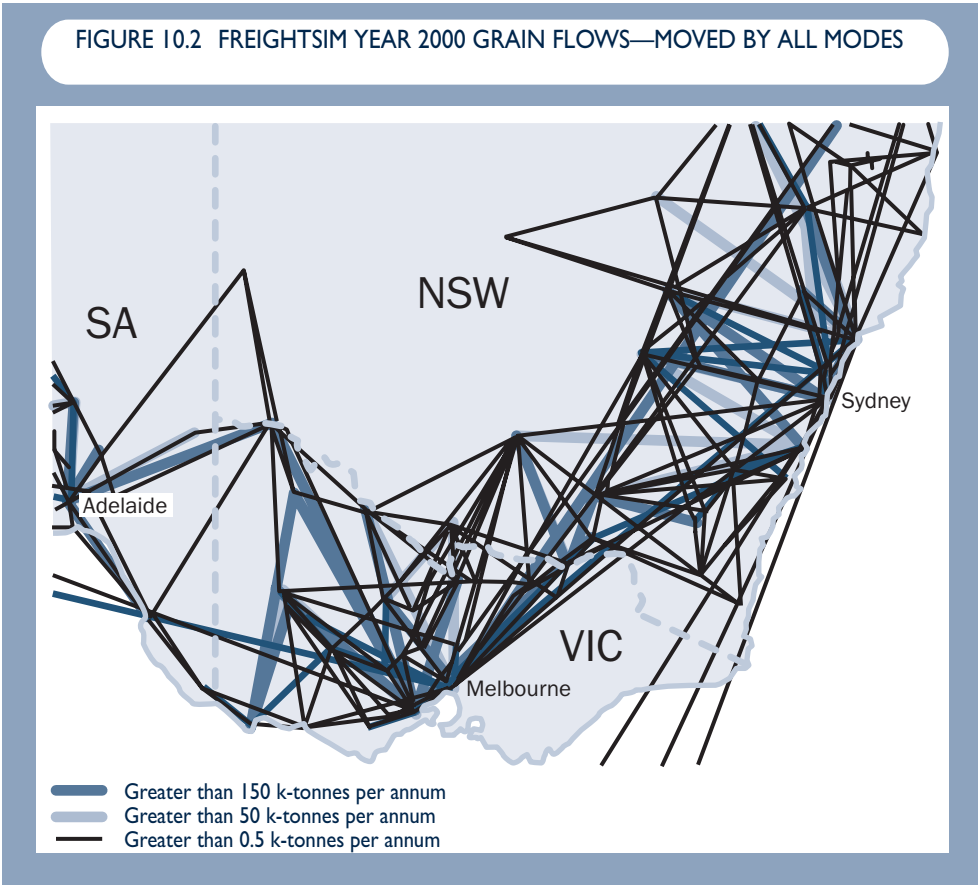 FIGURE 10.2 FREIGHTSIM YEAR 2000 GRAIN FLOWS—MOVED BY ALL MODES
NSW
SA
Sydney
Adelaide
VIC
Melbourne
Greater than 150 k-tonnes per annum
Greater than 50 k-tonnes per annum
Greater than 0.5 k-tonnes per annum